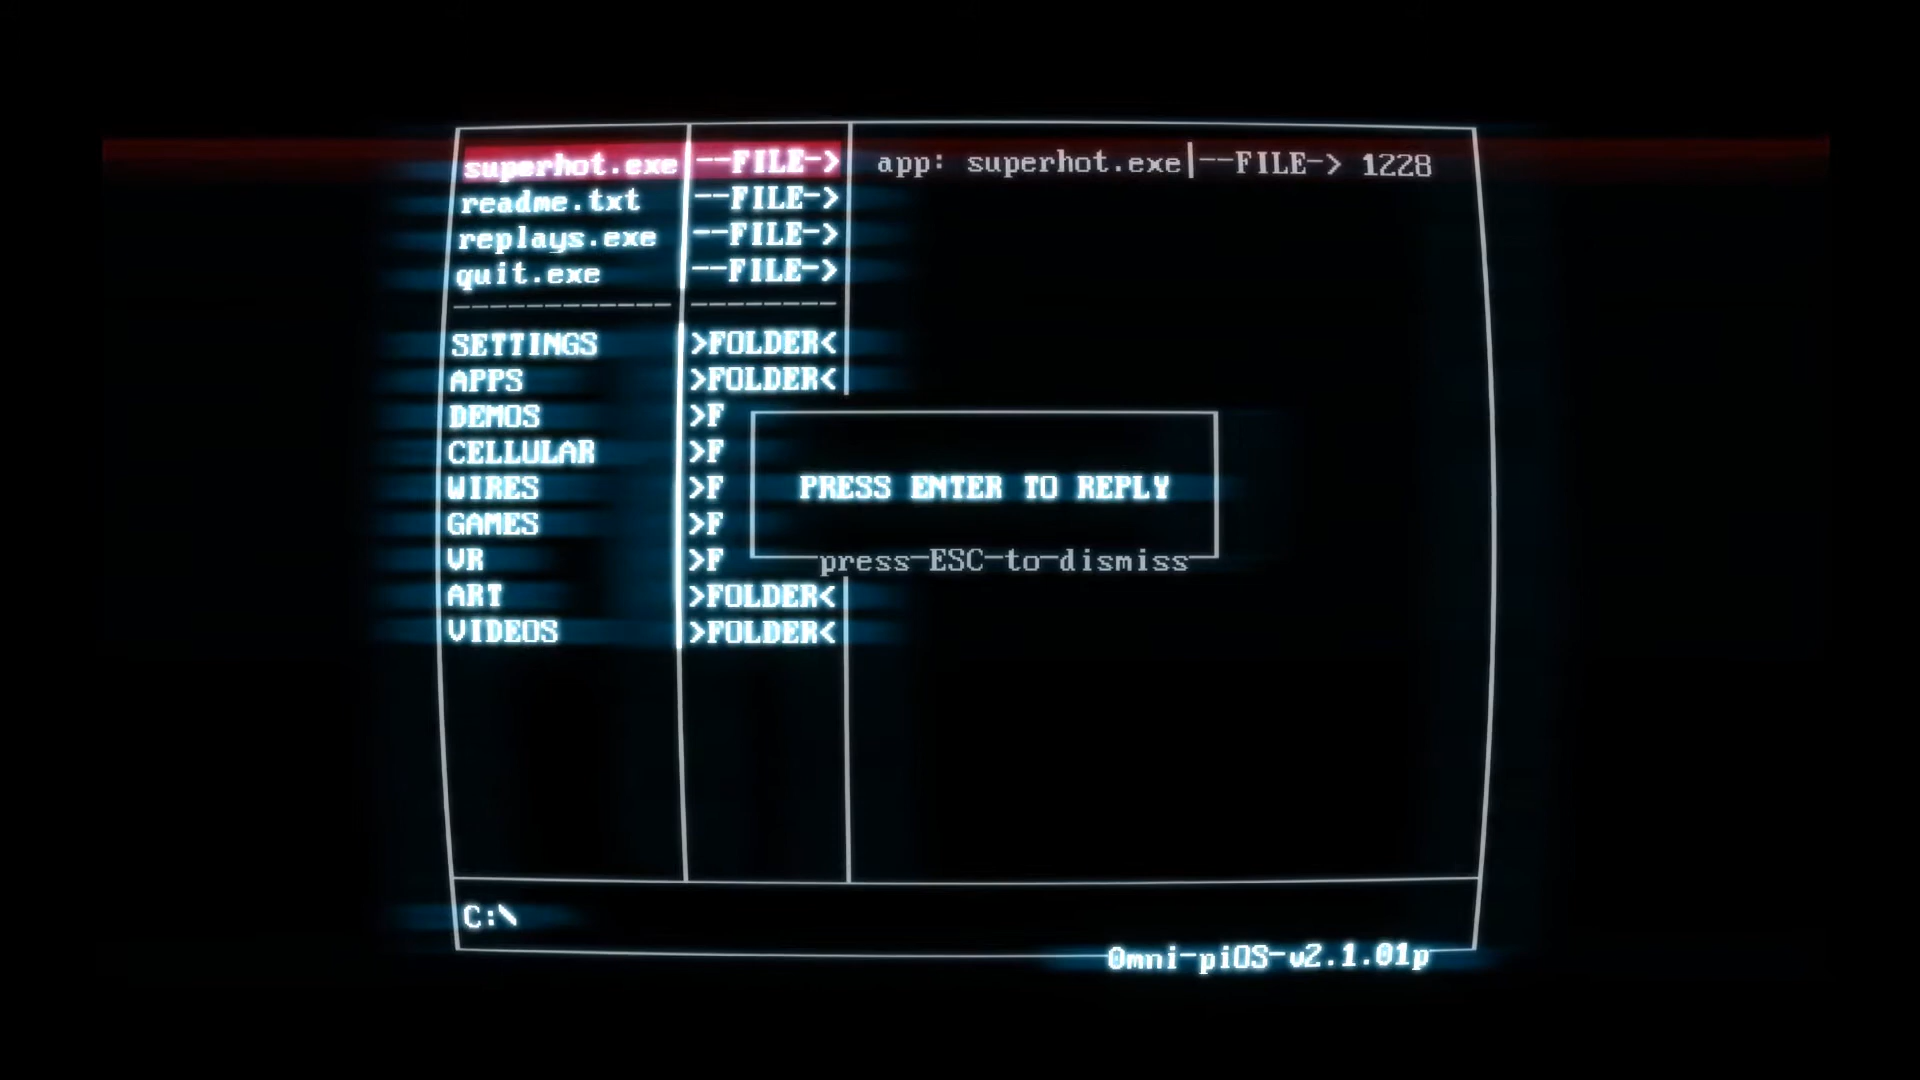 superhot.exe --FILE-> app: superhot.exe|--FILE-> 1228
readme.txt --FILE->
replays.exe --FILE->
quit.exe --FILE->
------------ --------
SETTINGS >FOLDER<
APPS >FOLDER<
DEMOS >F
CELLULAR >F
WIRES >F
GAMES >F
VR >F
ART >FOLDER<
VIDEOS >FOLDER<
PRESS ENTER TO REPLY
press-ESC-to-dismiss
C:\
0mni-piOS-v2.1.01p